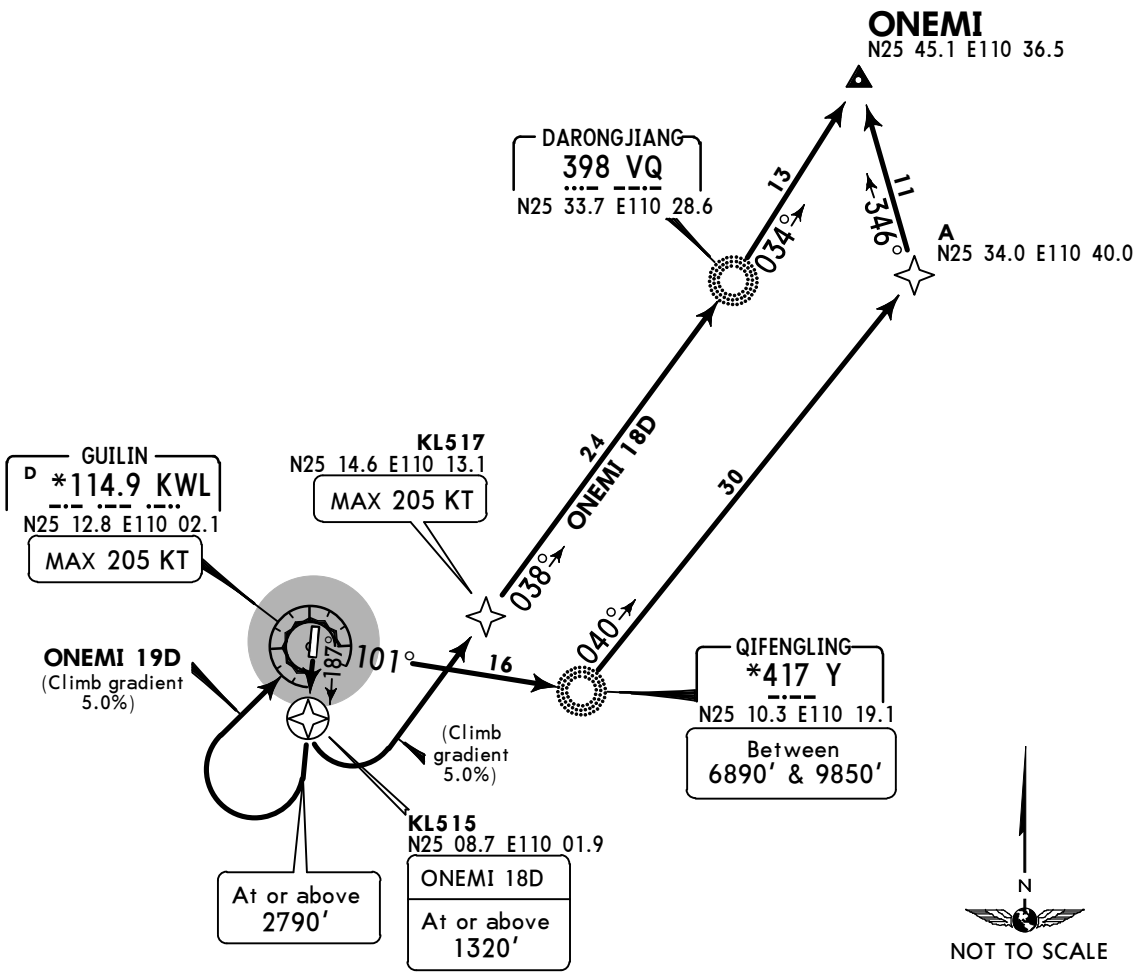 ONEMI
N25 45.1 E110 36.5
DARONGJIANG
398 VQ
N25 33.7 E110 28.6
13
034°
11
346°
A
N25 34.0 E110 40.0
24
ONEMI 18D
038°
30
040°
KL517
N25 14.6 E110 13.1
MAX 205 KT
GUILIN
D *114.9 KWL
N25 12.8 E110 02.1
MAX 205 KT
187°
101°
16
ONEMI 19D
(Climb gradient
5.0%)
(Climb
gradient
5.0%)
QIFENGLING
*417 Y
N25 10.3 E110 19.1
Between
6890' & 9850'
KL515
N25 08.7 E110 01.9
ONEMI 18D
At or above
1320'
At or above
2790'
N
NOT TO SCALE